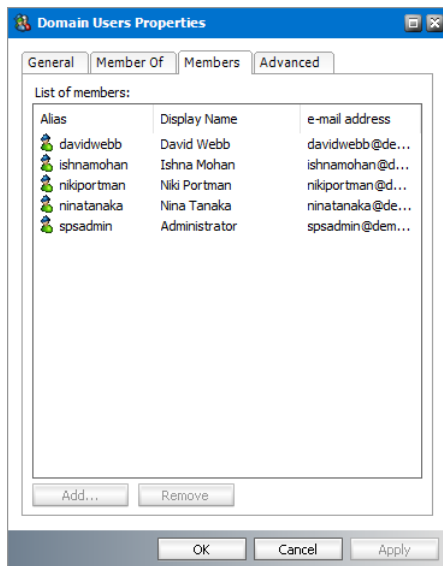 Domain Users Properties
General Member Of Members Advanced
List of members:
Alias Display Name e-mail address
davidwebb David Webb davidwebb@de...
ishnamohan Ishna Mohan ishnamohan@d...
nikiportman Niki Portman nikiportman@d...
ninatanaka Nina Tanaka ninatanaka@de...
spsadmin Administrator spsadmin@dem...
Add... Remove
OK Cancel Apply